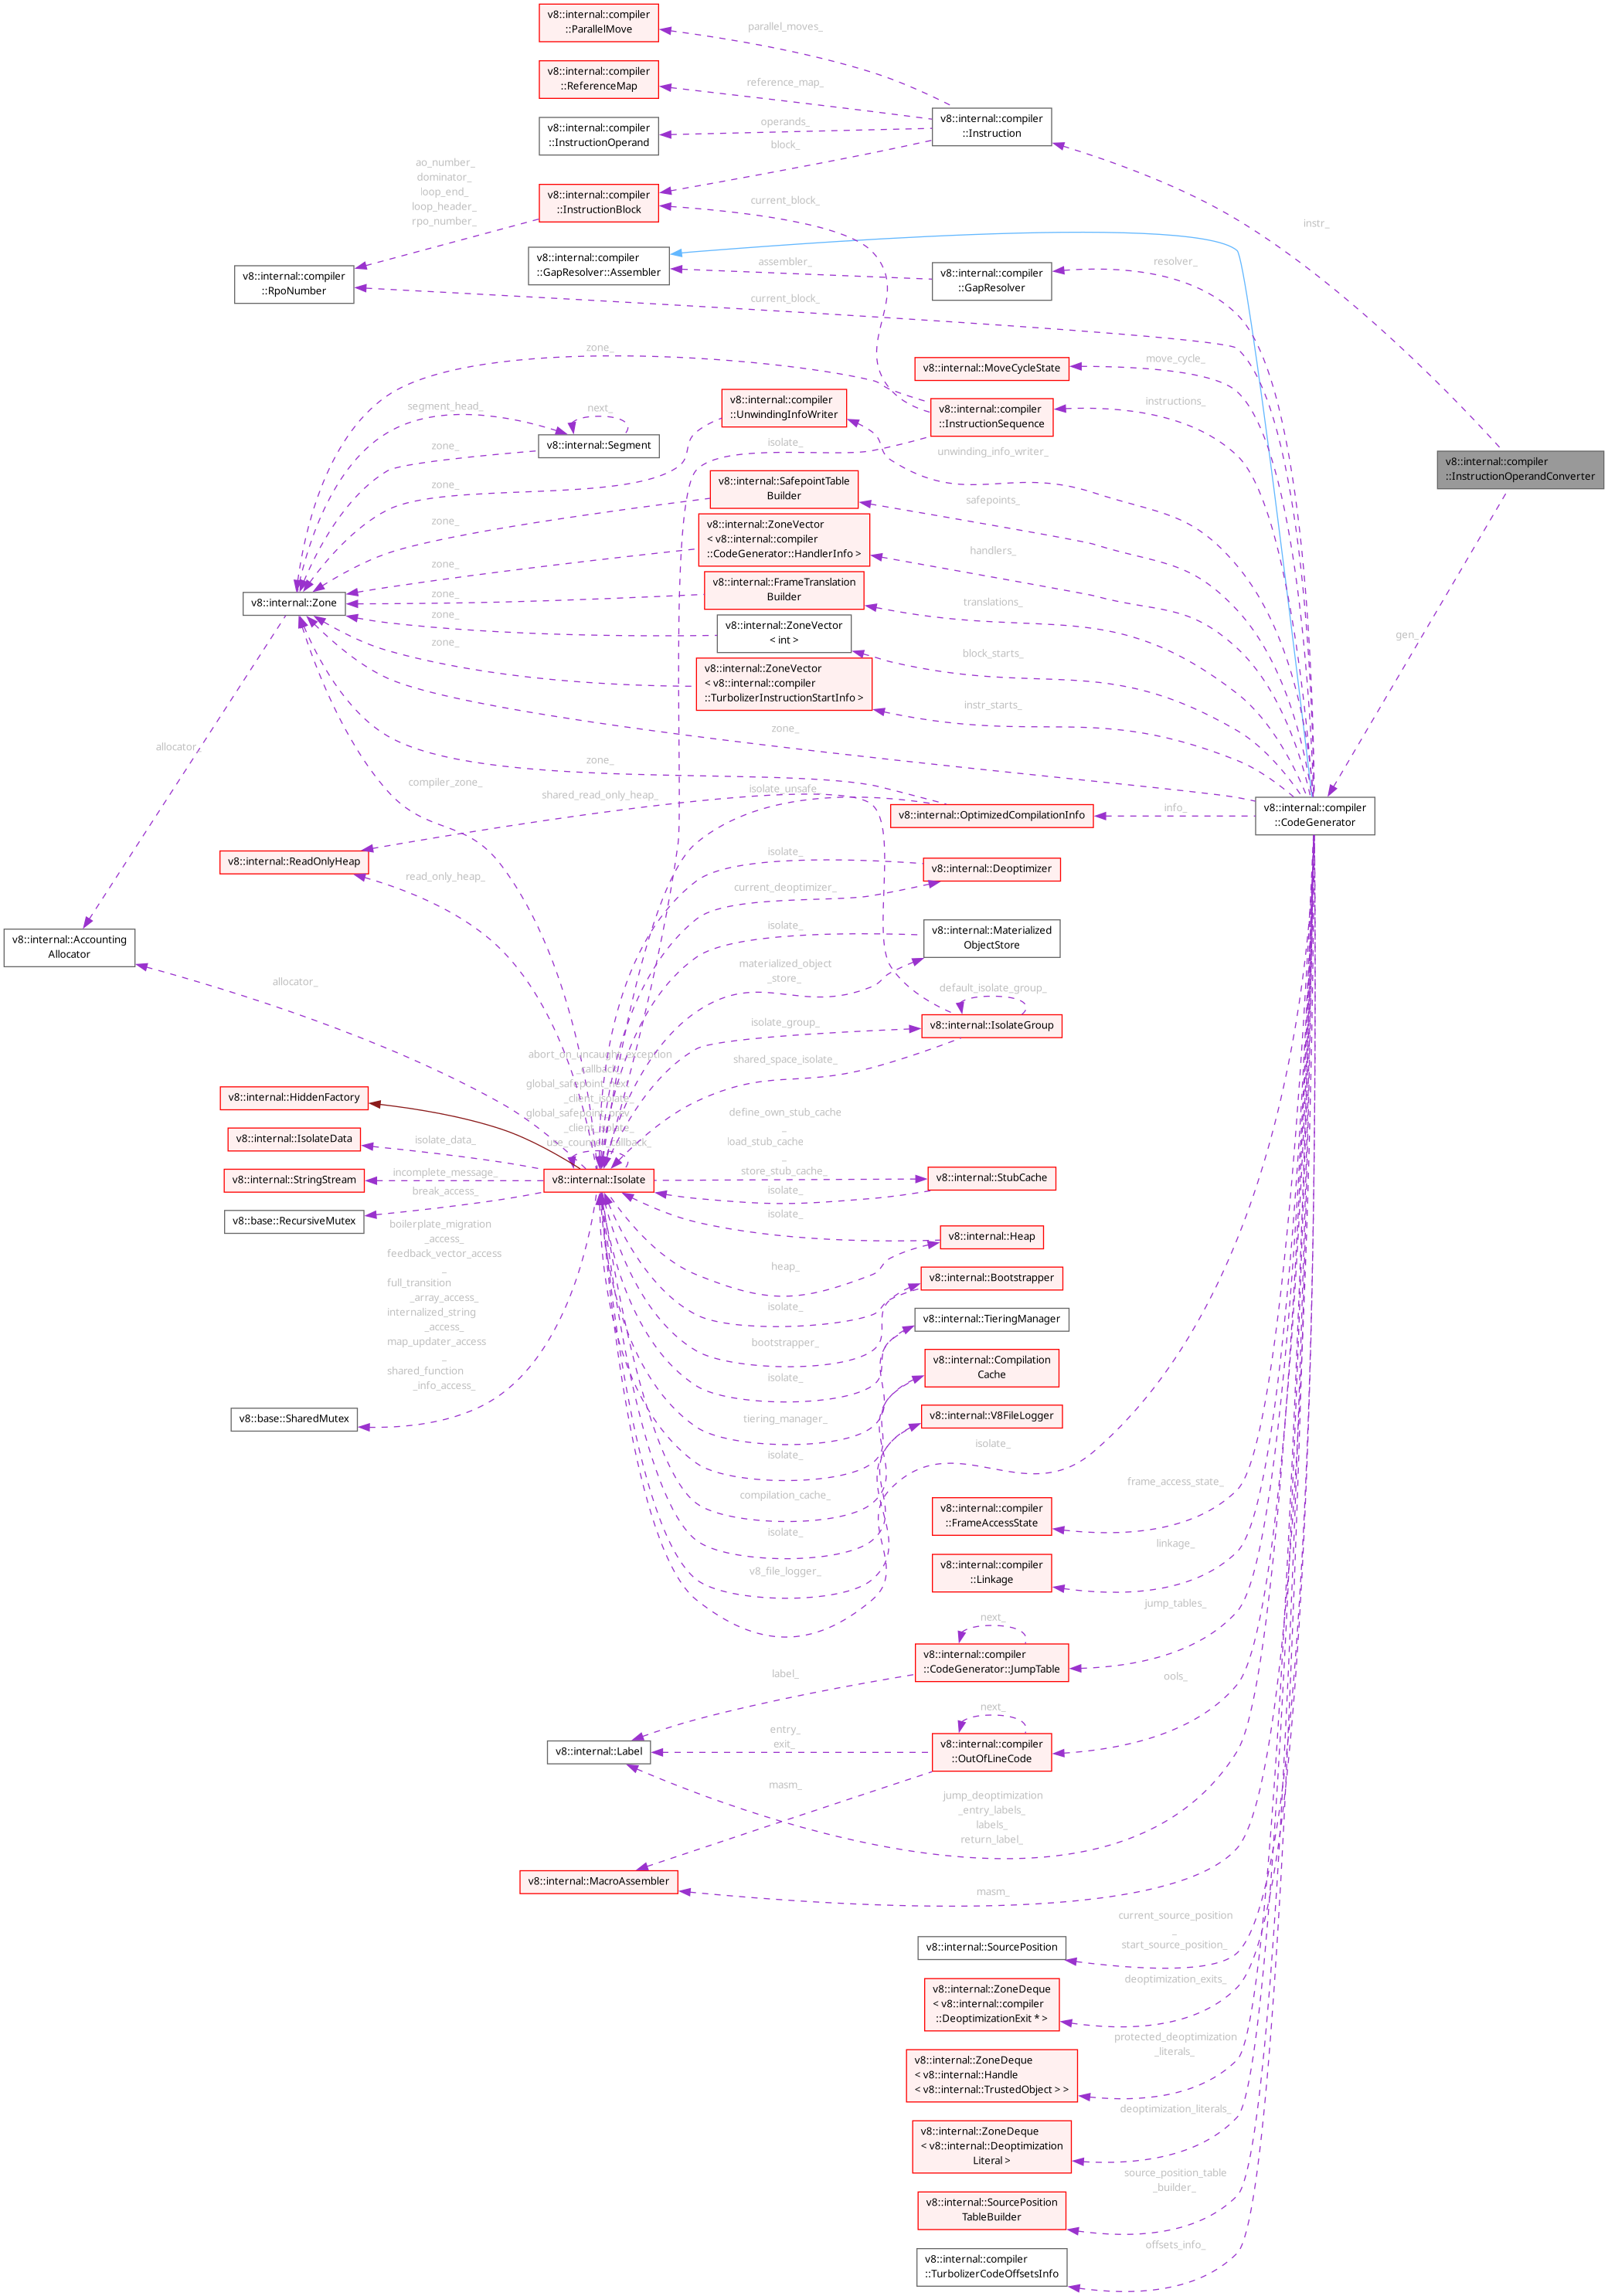 v8::internal::compiler
::ParallelMove
parallel_moves_
v8::internal::compiler
::ReferenceMap
reference_map_
v8::internal::compiler
::InstructionOperand
operands_
block_
v8::internal::compiler
::Instruction
ao_number_
dominator_
loop_end_
loop_header_
rpo_number_
v8::internal::compiler
::InstructionBlock
current_block_
instr_
v8::internal::compiler
::RpoNumber
v8::internal::compiler
::GapResolver::Assembler
assembler_
v8::internal::compiler
::GapResolver
resolver_
current_block_
zone_
v8::internal::MoveCycleState
move_cycle_
segment_head_
next_
v8::internal::Segment
v8::internal::compiler
::UnwindingInfoWriter
v8::internal::compiler
::InstructionSequence
instructions_
zone_
isolate_
unwinding_info_writer_
v8::internal::compiler
::InstructionOperandConverter
zone_
v8::internal::SafepointTable
Builder
safepoints_
zone_
v8::internal::ZoneVector
< v8::internal::compiler
::CodeGenerator::HandlerInfo >
handlers_
zone_
v8::internal::Zone
zone_
v8::internal::FrameTranslation
Builder
translations_
zone_
v8::internal::ZoneVector
< int >
block_starts_
gen_
zone_
v8::internal::ZoneVector
< v8::internal::compiler
::TurbolizerInstructionStartInfo >
instr_starts_
zone_
allocator_
compiler_zone_
zone_
shared_read_only_heap_
isolate_unsafe_
v8::internal::OptimizedCompilationInfo
info_
v8::internal::compiler
::CodeGenerator
v8::internal::ReadOnlyHeap
read_only_heap_
isolate_
v8::internal::Deoptimizer
current_deoptimizer_
v8::internal::Accounting
Allocator
isolate_
v8::internal::Materialized
ObjectStore
materialized_object
_store_
allocator_
default_isolate_group_
isolate_group_
v8::internal::IsolateGroup
shared_space_isolate_
abort_on_uncaught_exception
_callback_
global_safepoint_next
_client_isolate_
global_safepoint_prev
_client_isolate_
use_counter_callback_
v8::internal::HiddenFactory
v8::internal::IsolateData
isolate_data_
define_own_stub_cache
_
load_stub_cache
_
store_stub_cache_
v8::internal::StringStream
incomplete_message_
v8::internal::Isolate
isolate_
v8::internal::StubCache
v8::base::RecursiveMutex
break_access_
isolate_
v8::internal::Heap
boilerplate_migration
_access_
feedback_vector_access
_
full_transition
_array_access_
internalized_string
_access_
map_updater_access
_
shared_function
_info_access_
heap_
v8::internal::Bootstrapper
isolate_
v8::internal::TieringManager
bootstrapper_
isolate_
v8::internal::Compilation
Cache
tiering_manager_
v8::base::SharedMutex
v8::internal::V8FileLogger
isolate_
isolate_
compilation_cache_
frame_access_state_
isolate_
v8::internal::compiler
::FrameAccessState
v8_file_logger_
linkage_
v8::internal::compiler
::Linkage
jump_tables_
next_
v8::internal::compiler
::CodeGenerator::JumpTable
label_
ools_
next_
v8::internal::Label
entry_
exit_
v8::internal::compiler
::OutOfLineCode
masm_
jump_deoptimization
_entry_labels_
labels_
return_label_
v8::internal::MacroAssembler
masm_
current_source_position
_
start_source_position_
v8::internal::SourcePosition
deoptimization_exits_
v8::internal::ZoneDeque
< v8::internal::compiler
::DeoptimizationExit * >
protected_deoptimization
_literals_
v8::internal::ZoneDeque
< v8::internal::Handle
< v8::internal::TrustedObject > >
deoptimization_literals_
v8::internal::ZoneDeque
< v8::internal::Deoptimization
Literal >
source_position_table
_builder_
v8::internal::SourcePosition
TableBuilder
offsets_info_
v8::internal::compiler
::TurbolizerCodeOffsetsInfo